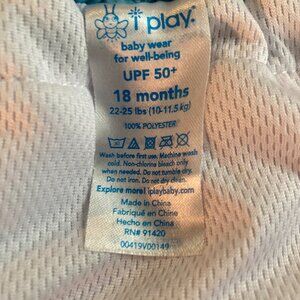 i play.
baby wear
for well-being
UPF 50+
18 months
22-25 lbs (10-11.5 kg)
100% POLYESTER
Wash before first use. Machine wash
cold. Non-chlorine bleach only
when needed. Do not tumble dry.
Do not iron. Do not dry clean.
Explore more! iplaybaby.com
Made in China
Fabriqué en Chine
Hecho en China
RN# 91420
00419V00149